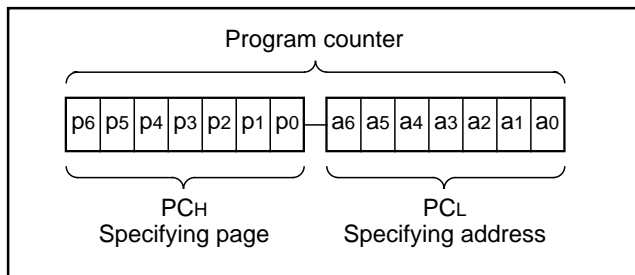 Program counter
p6 p5 p4 p3 p2 p1 p0 a6 a5 a4 a3 a2 a1 a0
PCH PCL
Specifying page Specifying address